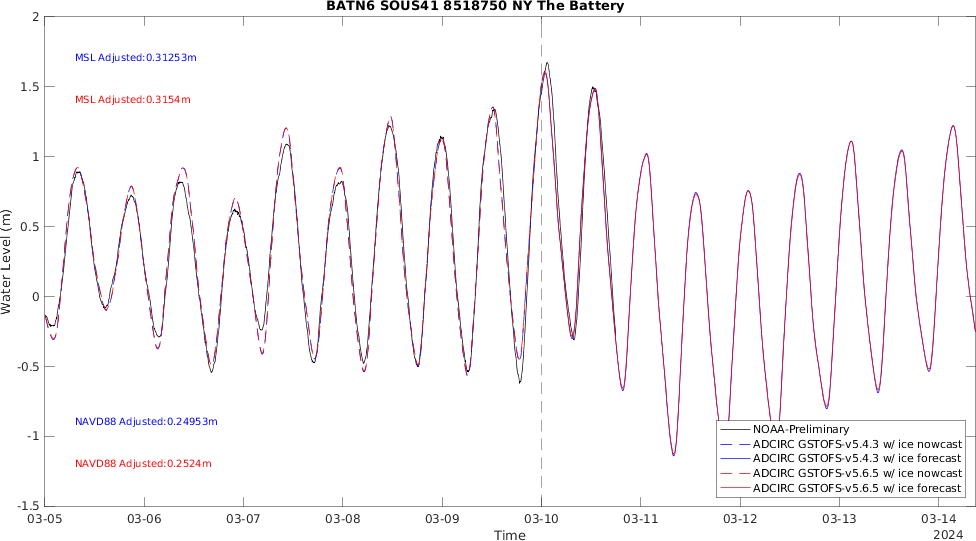 BATN6 SOUS41 8518750 NY The Battery
2
1.5
1
0.5
0
-0.5
-1
-1.5
Water Level (m)
MSL Adjusted:0.31253m
MSL Adjusted:0.3154m
NAVD88 Adjusted:0.24953m
NAVD88 Adjusted:0.2524m
NOAA-Preliminary
ADCIRC GSTOFS-v5.4.3 w/ ice nowcast
ADCIRC GSTOFS-v5.4.3 w/ ice forecast
ADCIRC GSTOFS-v5.6.5 w/ ice nowcast
ADCIRC GSTOFS-v5.6.5 w/ ice forecast
03-05 03-06 03-07 03-08 03-09 03-10 03-11 03-12 03-13 03-14
Time
2024